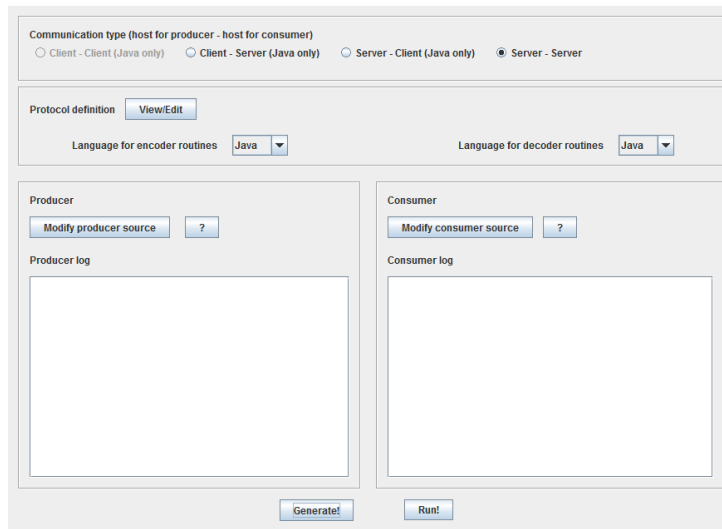 Communication type (host for producer - host for consumer)
Client - Client (Java only) Client - Server (Java only) Server - Client (Java only) Server - Server
Protocol definition View/Edit
Language for encoder routines Java Language for decoder routines Java
Producer
Modify producer source ?
Producer log
Consumer
Modify consumer source ?
Consumer log
Generate! Run!